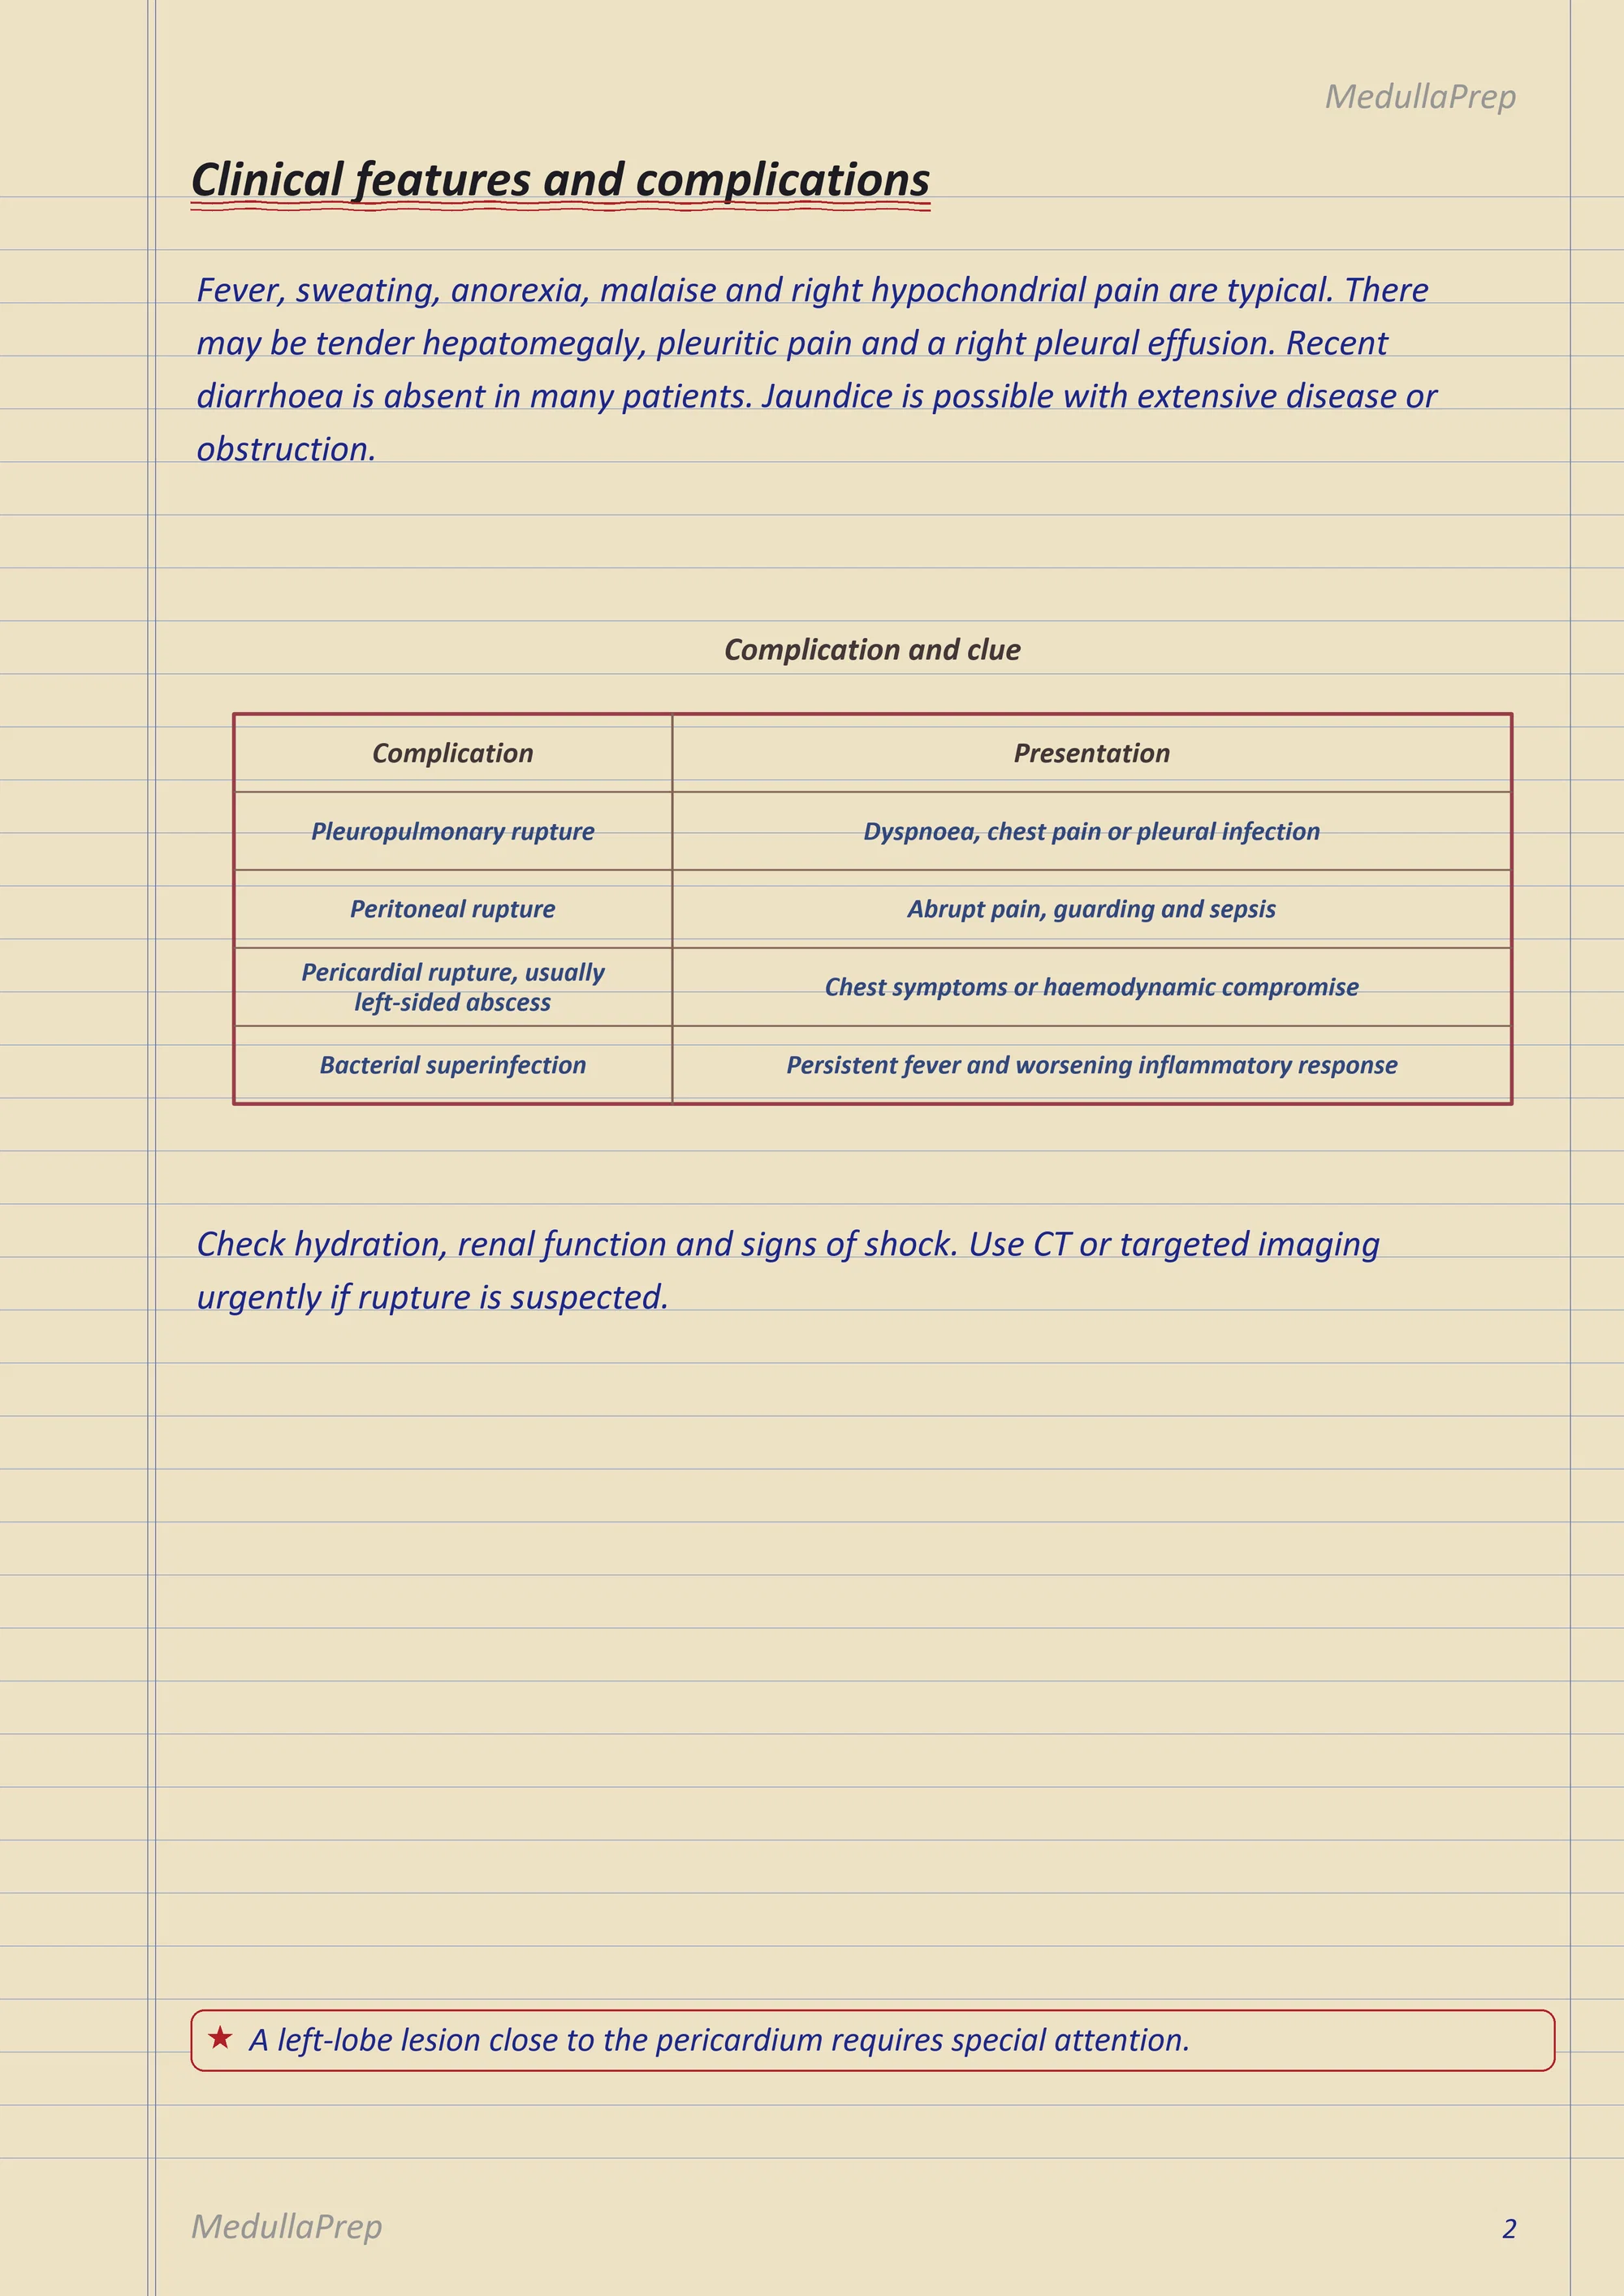 MedullaPrep
Clinical features and complications
Fever, sweating, anorexia, malaise and right hypochondrial pain are typical. There
may be tender hepatomegaly, pleuritic pain and a right pleural effusion. Recent
diarrhoea is absent in many patients. Jaundice is possible with extensive disease or
obstruction.
Complication and clue
Complication Presentation
Pleuropulmonary rupture Dyspnoea, chest pain or pleural infection
Peritoneal rupture Abrupt pain, guarding and sepsis
Pericardial rupture, usually
left-sided abscess Chest symptoms or haemodynamic compromise
Bacterial superinfection Persistent fever and worsening inflammatory response
Check hydration, renal function and signs of shock. Use CT or targeted imaging
urgently if rupture is suspected.
★ A left-lobe lesion close to the pericardium requires special attention.
MedullaPrep 2